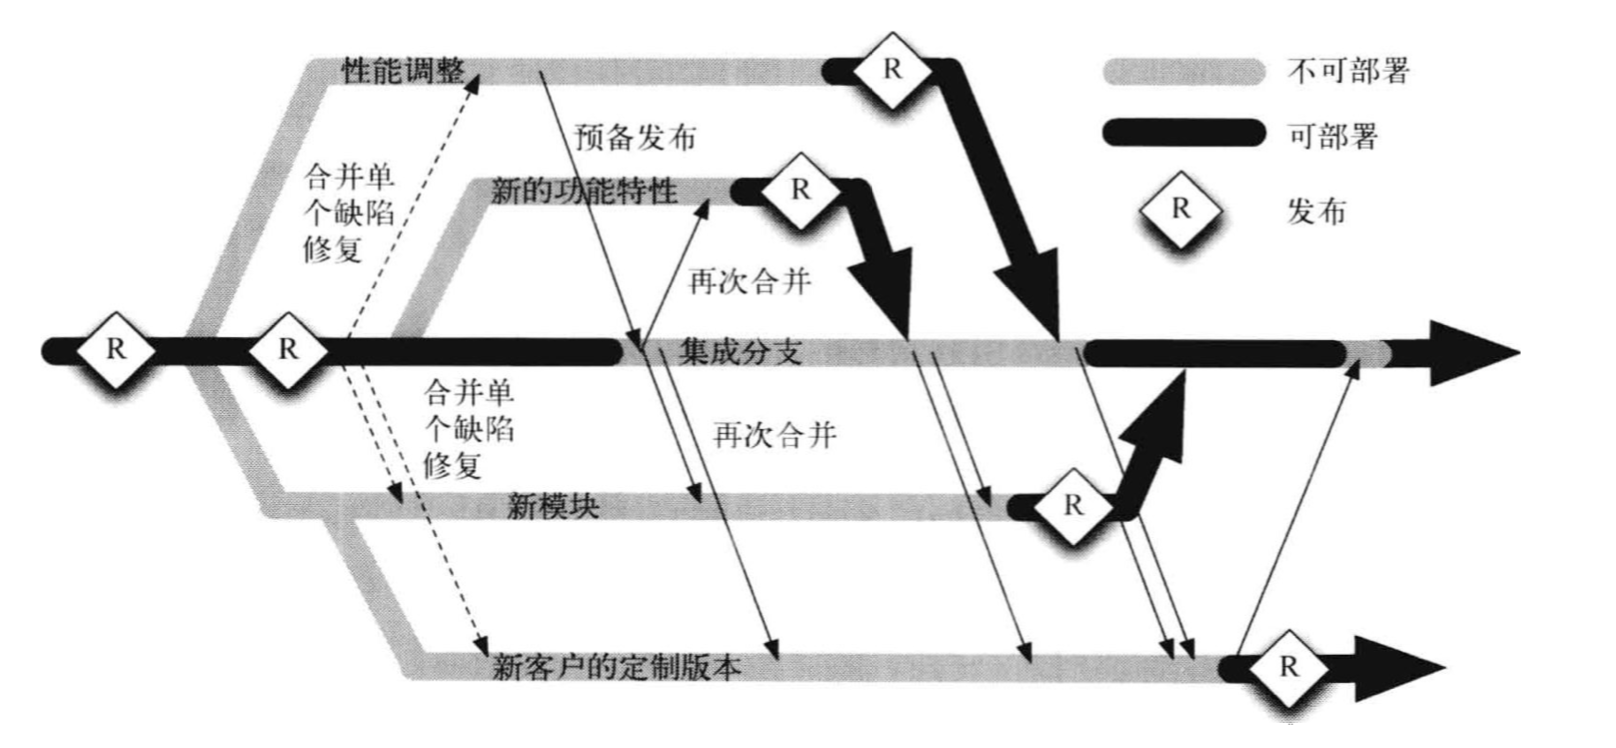 性能调整
R
不可部署
预备发布
可部署
合并单
个缺陷
修复
新的功能特性
R
R
发布
再次合并
R
R
集成分支
合并单
个缺陷
修复
再次合并
新模块
R
新客户的定制版本
R